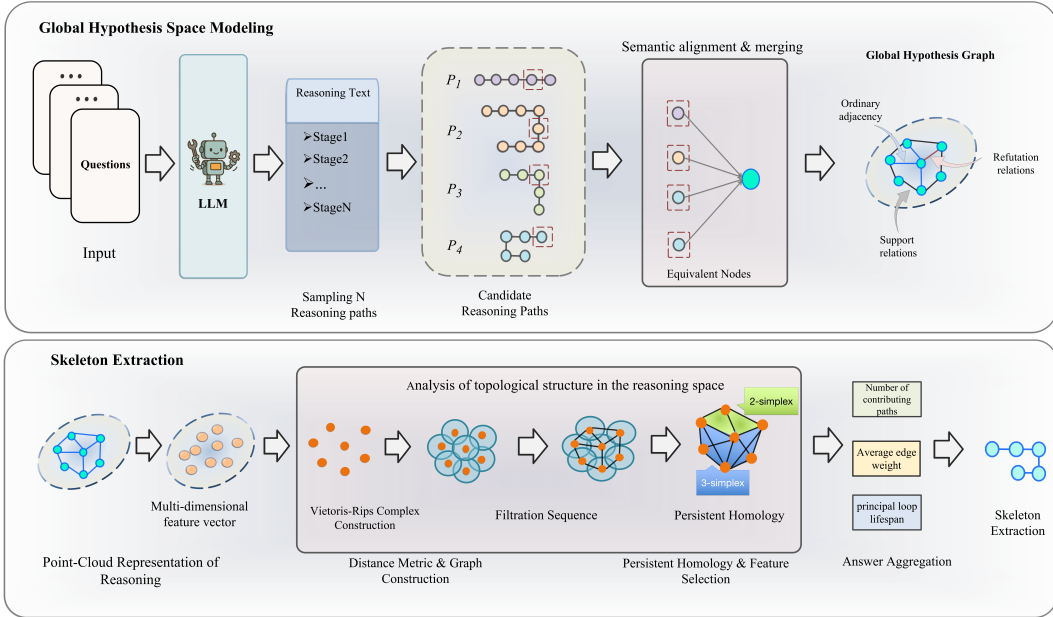 Global Hypothesis Space Modeling
Questions
Input
LLM
Reasoning Text
➢Stage1
➢Stage2
➢...
➢StageN
Sampling N
Reasoning paths
P1
P2
P3
P4
Candidate
Reasoning Paths
Semantic alignment & merging
Equivalent Nodes
Global Hypothesis Graph
Ordinary
adjacency
Refutation
relations
Support
relations
Skeleton Extraction
Point-Cloud Representation of
Reasoning
Multi-dimensional
feature vector
Analysis of topological structure in the reasoning space
Vietoris-Rips Complex
Construction
Filtration Sequence
2-simplex
3-simplex
Persistent Homology
Distance Metric & Graph
Construction
Persistent Homology & Feature
Selection
Number of
contributing
paths
Average edge
weight
principal loop
lifespan
Answer Aggregation
Skeleton
Extraction